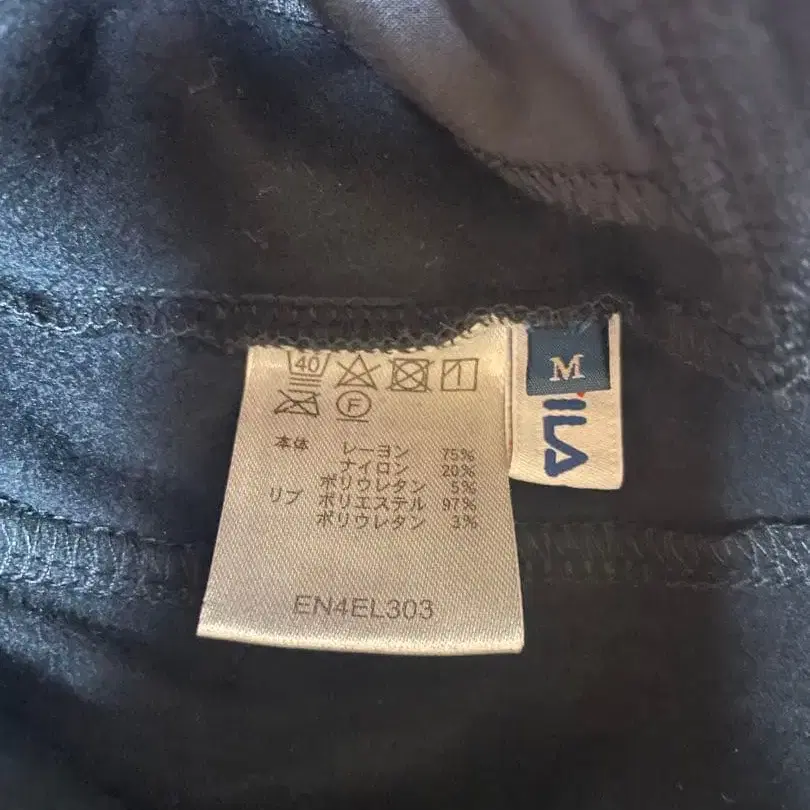 40
F
本体 レーヨン 75%
ナイロン 20%
ポリウレタン 5%
リブ ポリエステル 97%
ポリウレタン 3%
EN4EL303
M
FILA